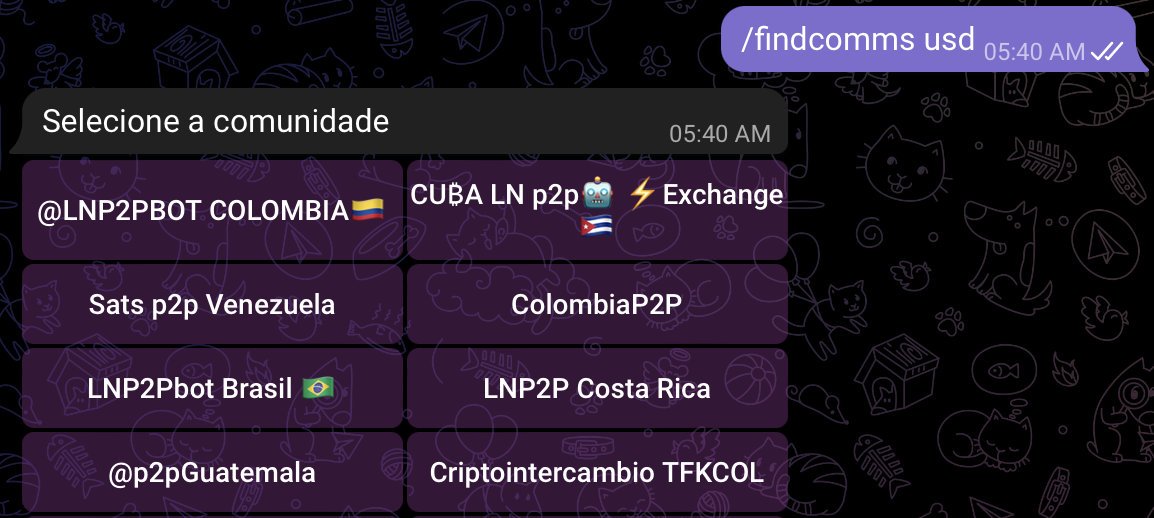 /findcomms usd 05:40 AM
Selecione a comunidade
05:40 AM
@LNP2PBOT COLOMBIA🇨🇴
CU₿A LN p2p🤖 ⚡Exchange
🇨🇺
Sats p2p Venezuela
ColombiaP2P
LNP2Pbot Brasil 🇧🇷
LNP2P Costa Rica
@p2pGuatemala
Criptointercambio TFKCOL